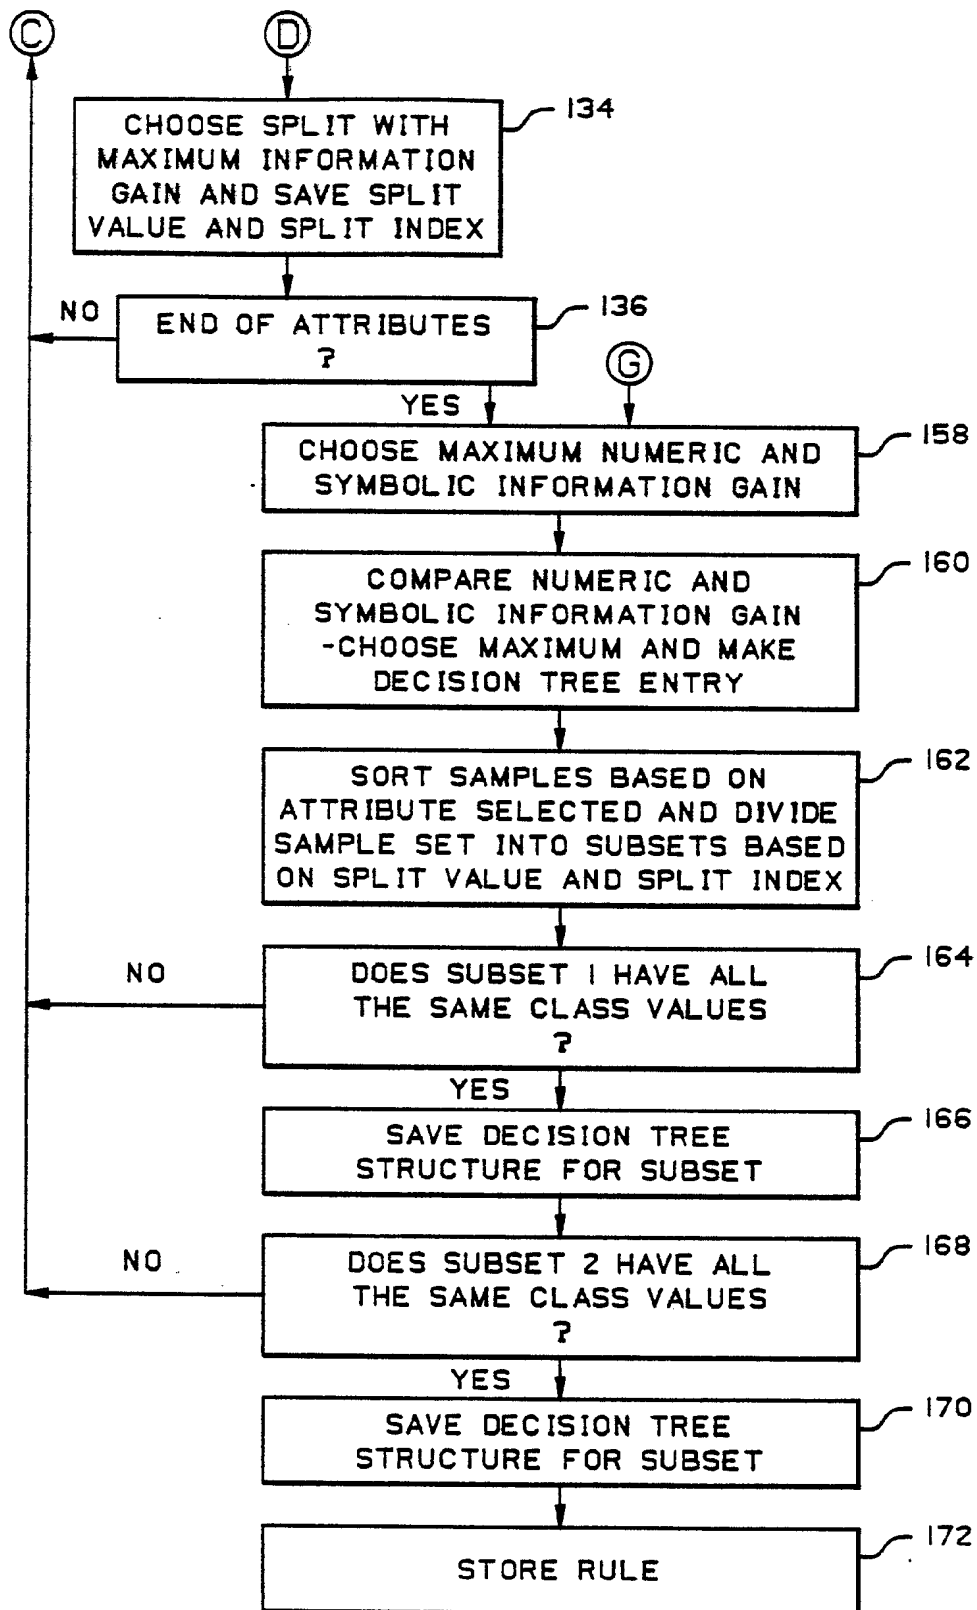 C
D
134
CHOOSE SPLIT WITH
MAXIMUM INFORMATION
GAIN AND SAVE SPLIT
VALUE AND SPLIT INDEX
NO
136
END OF ATTRIBUTES
?
G
YES
158
CHOOSE MAXIMUM NUMERIC AND
SYMBOLIC INFORMATION GAIN
160
COMPARE NUMERIC AND
SYMBOLIC INFORMATION GAIN
-CHOOSE MAXIMUM AND MAKE
DECISION TREE ENTRY
162
SORT SAMPLES BASED ON
ATTRIBUTE SELECTED AND DIVIDE
SAMPLE SET INTO SUBSETS BASED
ON SPLIT VALUE AND SPLIT INDEX
164
NO
DOES SUBSET 1 HAVE ALL
THE SAME CLASS VALUES
?
YES
166
SAVE DECISION TREE
STRUCTURE FOR SUBSET
168
NO
DOES SUBSET 2 HAVE ALL
THE SAME CLASS VALUES
?
YES
170
SAVE DECISION TREE
STRUCTURE FOR SUBSET
172
STORE RULE